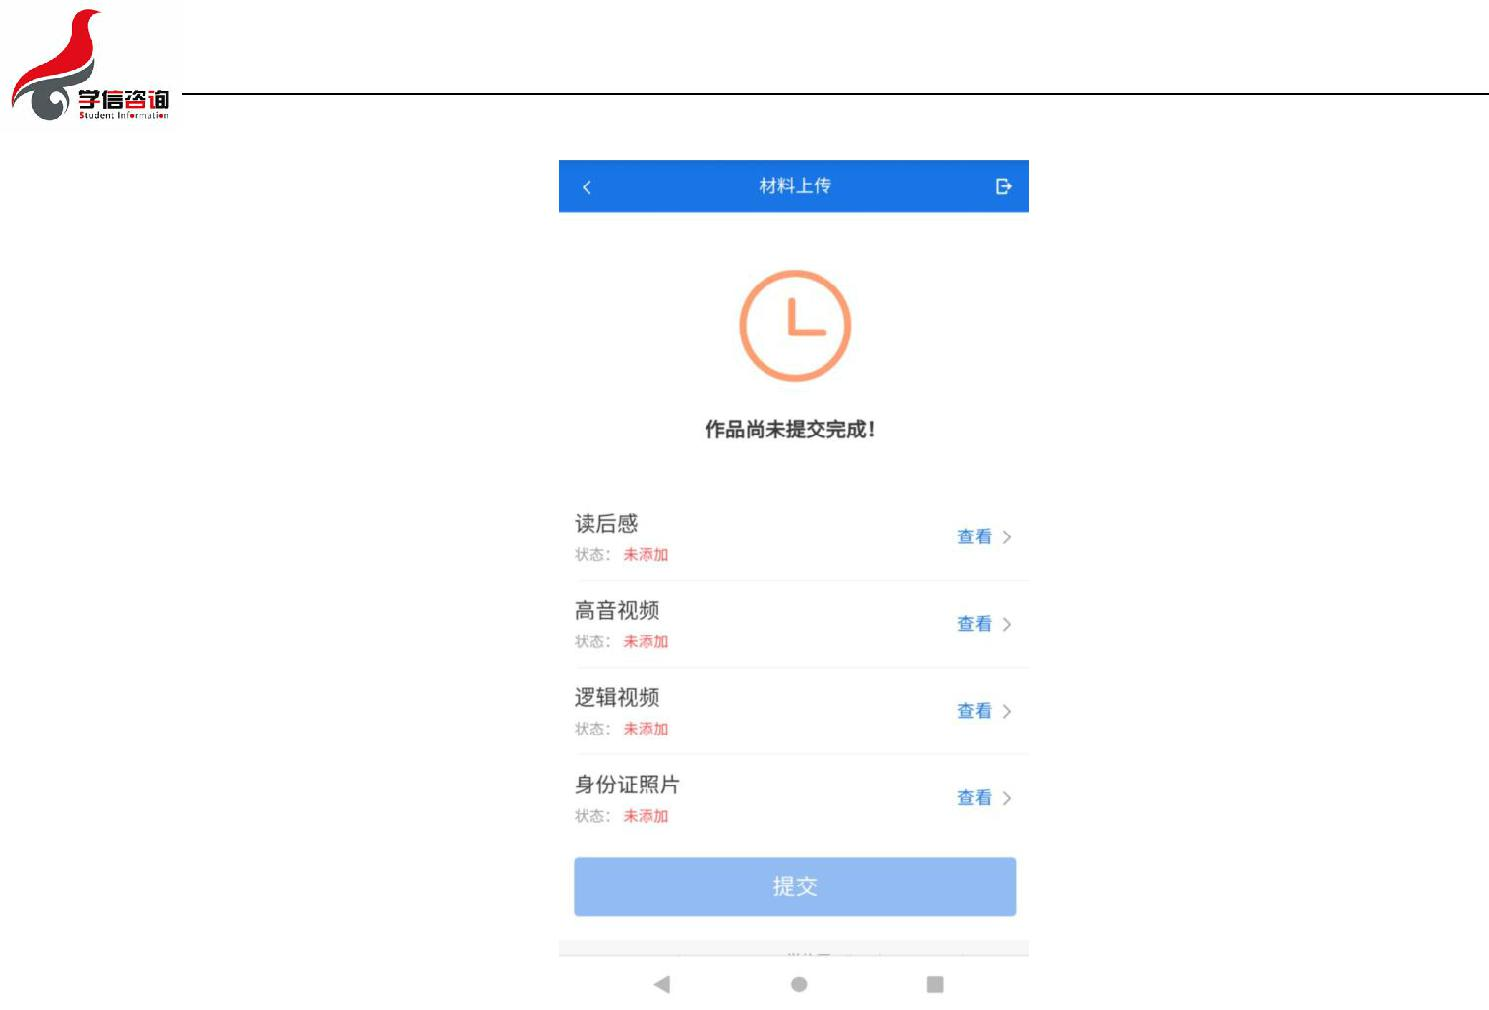 学信咨询
Student Information
材料上传
作品尚未提交完成!
读后感
状态： 未添加
查看
高音视频
状态： 未添加
查看
逻辑视频
状态： 未添加
查看
身份证照片
状态： 未添加
查看
提交